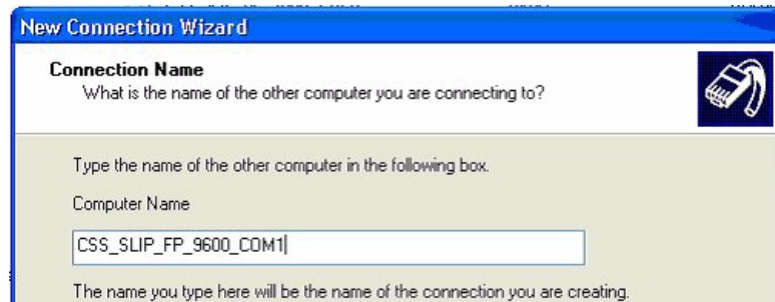 New Connection Wizard
Connection Name
What is the name of the other computer you are connecting to?
Type the name of the other computer in the following box.
Computer Name
CSS_SLIP_FP_9600_COM1
The name you type here will be the name of the connection you are creating.